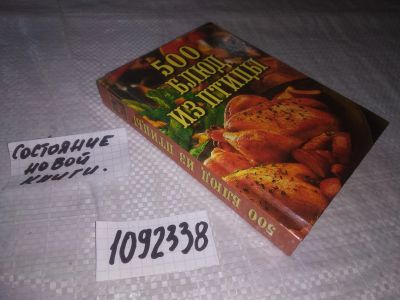 500
БЛЮД
ИЗ ПТИЦЫ
500 БЛЮД ИЗ ПТИЦЫ
СОСТОЯНИЕ
НОВОЙ
КНИГИ.
1092338